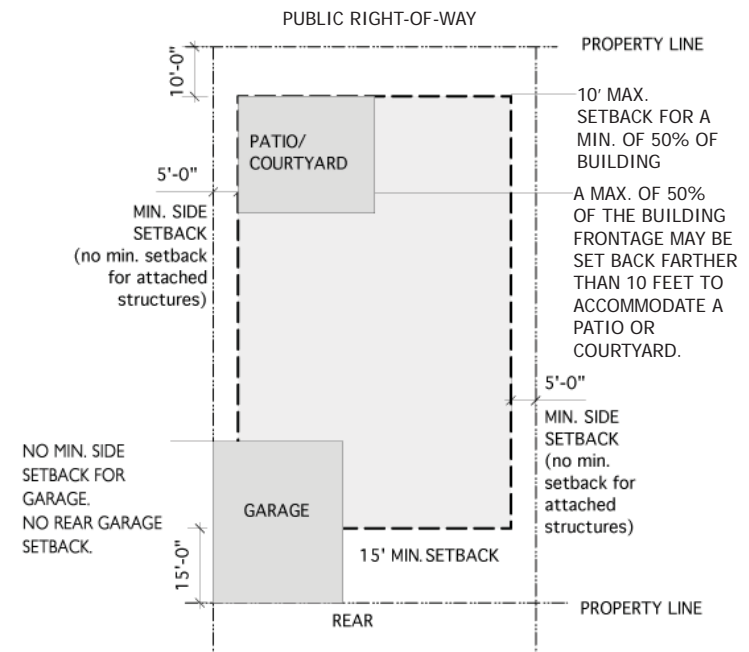 PUBLIC RIGHT-OF-WAY
PROPERTY LINE
10'-0"
10' MAX.
SETBACK FOR A
MIN. OF 50% OF
BUILDING
PATIO/
COURTYARD
5'-0"
MIN. SIDE
SETBACK
(no min. setback
for attached
structures)
A MAX. OF 50%
OF THE BUILDING
FRONTAGE MAY BE
SET BACK FARTHER
THAN 10 FEET TO
ACCOMMODATE A
PATIO OR
COURTYARD.
5'-0"
MIN. SIDE
SETBACK
(no min.
setback for
attached
structures)
NO MIN. SIDE
SETBACK FOR
GARAGE.
NO REAR GARAGE
SETBACK.
GARAGE
15'-0"
15' MIN. SETBACK
PROPERTY LINE
REAR